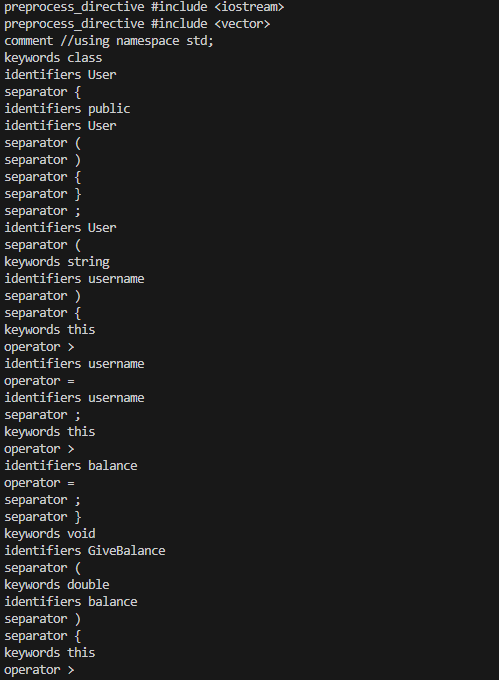 preprocess_directive #include <iostream>
preprocess_directive #include <vector>
comment //using namespace std;
keywords class
identifiers User
separator {
identifiers public
identifiers User
separator (
separator )
separator {
separator }
separator ;
identifiers User
separator (
keywords string
identifiers username
separator )
separator {
keywords this
operator >
identifiers username
operator =
identifiers username
separator ;
keywords this
operator >
identifiers balance
operator =
separator ;
separator }
keywords void
identifiers GiveBalance
separator (
keywords double
identifiers balance
separator )
separator {
keywords this
operator >